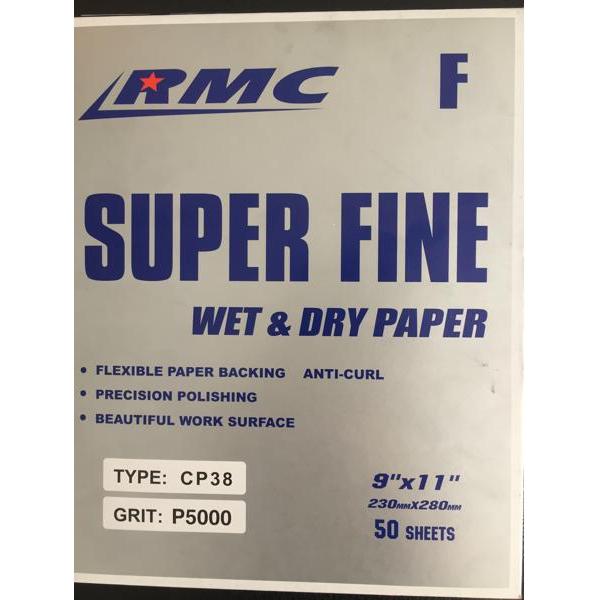 RMC F
SUPER FINE
WET & DRY PAPER
• FLEXIBLE PAPER BACKING ANTI-CURL
• PRECISION POLISHING
• BEAUTIFUL WORK SURFACE
TYPE: CP38
GRIT: P5000
9"x11"
230MMX280MM
50 SHEETS